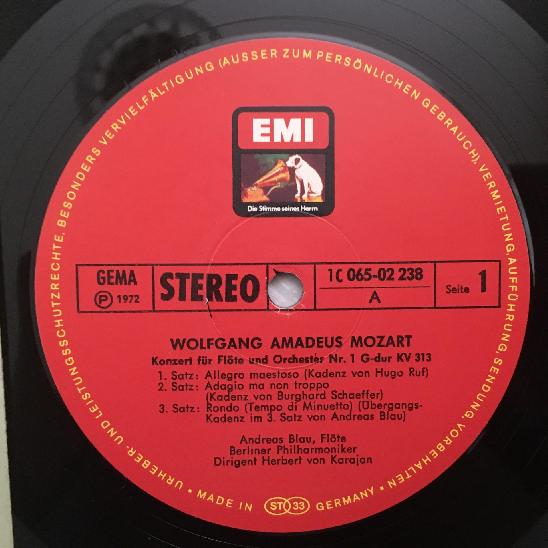 URHEBER- UND LEISTUNGSSCHUTZRECHTE, BESONDERS VERVIELFÄLTIGUNG (AUSSER ZUM PERSÖNLICHEN GEBRAUCH), VERMIETUNG, AUFFÜHRUNG, SENDUNG, VORBEHALTEN
EMI
Die Stimme seines Herrn
GEMA
Ⓟ 1972
STEREO
1C 065-02 238
A
Seite 1
WOLFGANG AMADEUS MOZART
Konzert für Flöte und Orchester Nr. 1 G-dur KV 313
1. Satz: Allegro maestoso (Kadenz von Hugo Ruf)
2. Satz: Adagio ma non troppo
(Kadenz von Burghard Schaeffer)
3. Satz: Rondo (Tempo di Minuetto) (Übergangs-
Kadenz im 3. Satz von Andreas Blau)
Andreas Blau, Flöte
Berliner Philharmoniker
Dirigent Herbert von Karajan
• MADE IN ST 33 GERMANY •